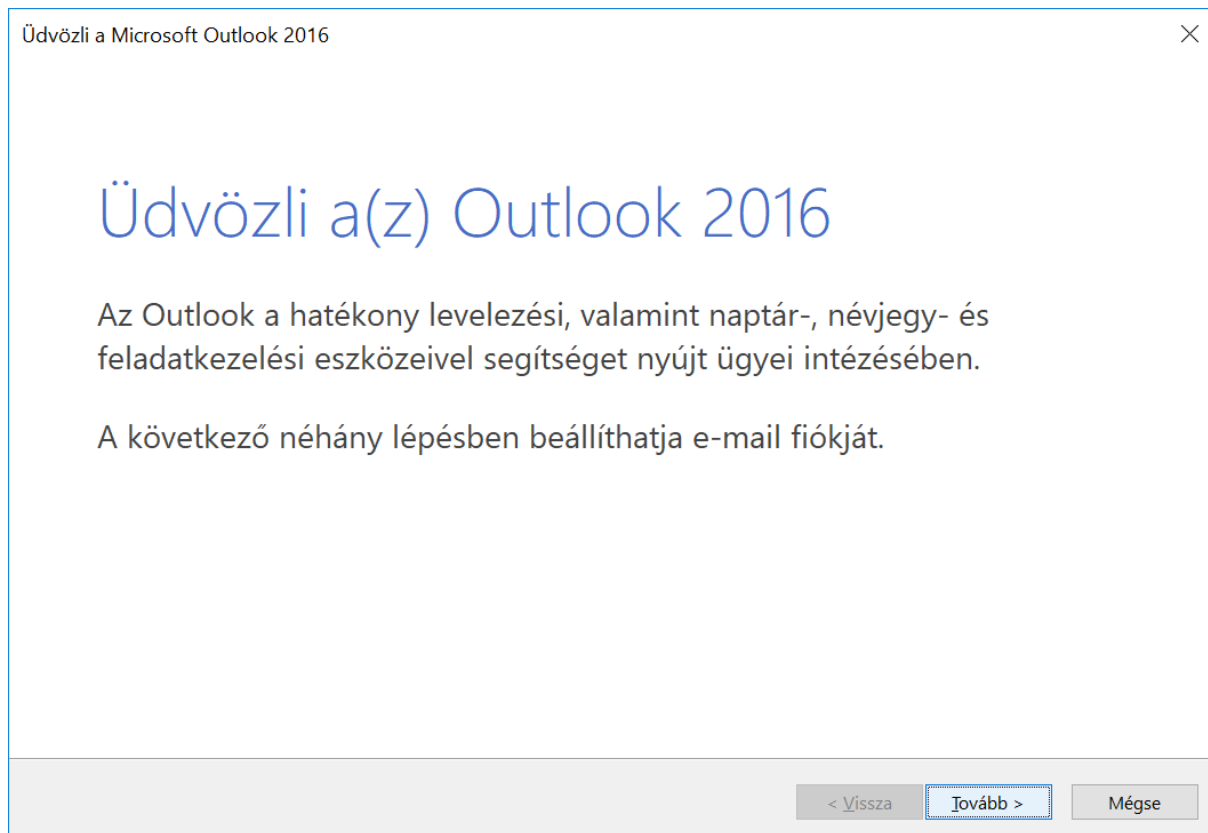 Üdvözli a Microsoft Outlook 2016
Üdvözli a(z) Outlook 2016
Az Outlook a hatékony levelezési, valamint naptár-, névjegy- és
feladatkezelési eszközeivel segítséget nyújt ügyei intézésében.
A következő néhány lépésben beállíthatja e-mail fiókját.
< Vissza
Tovább >
Mégse